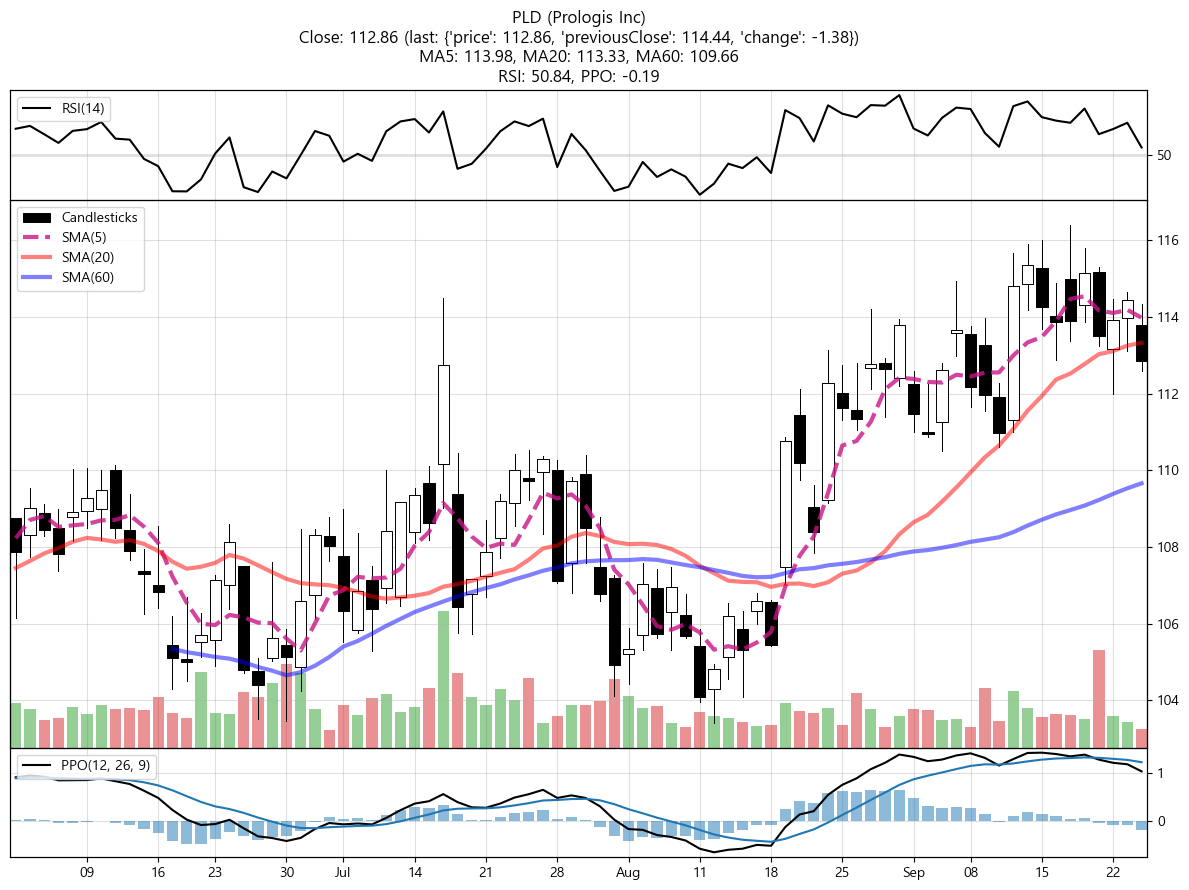 PLD (Prologis Inc)
Close: 112.86 (last: {'price': 112.86, 'previousClose': 114.44, 'change': -1.38})
MA5: 113.98, MA20: 113.33, MA60: 109.66
RSI: 50.84, PPO: -0.19
RSI(14)
50
Candlesticks
SMA(5)
SMA(20)
SMA(60)
116
114
112
110
108
106
104
PPO(12, 26, 9)
1
0
09 16 23 30 Jul 14 21 28 Aug 11 18 25 Sep 08 15 22